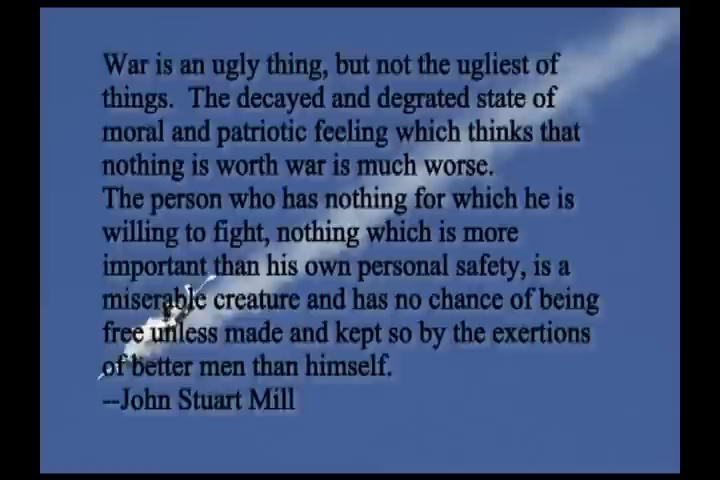 War is an ugly thing, but not the ugliest of
things. The decayed and degrated state of
moral and patriotic feeling which thinks that
nothing is worth war is much worse.
The person who has nothing for which he is
willing to fight, nothing which is more
important than his own personal safety, is a
miserable creature and has no chance of being
free unless made and kept so by the exertions
of better men than himself.
--John Stuart Mill